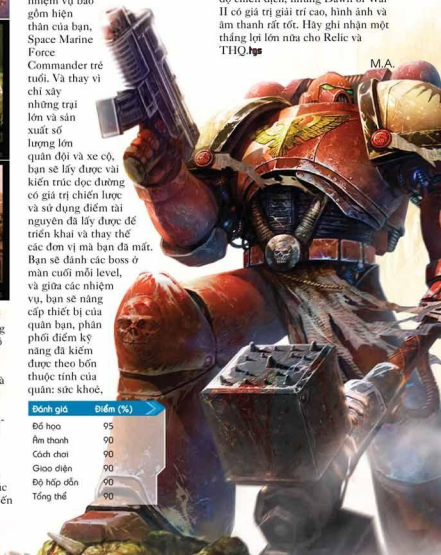 nhiệm vụ bao
gồm hiện
thân của bạn,
Space Marine
Force
Commander trẻ
tuổi. Và thay vì
chỉ xây
những trại
lớn và sản
xuất số
lượng lớn
quân đội và xe cộ,
bạn sẽ lấy được vài
kiến trúc dọc đường
có giá trị chiến lược
và sử dụng điểm tài
nguyên đã lấy được để
triển khai và thay thế
các đơn vị mà bạn đã mất.
Bạn sẽ đánh các boss ở
màn cuối mỗi level,
và giữa các nhiệm
vụ, bạn sẽ nâng
cấp thiết bị của
quân bạn, phân
phối điểm kỹ
năng đã kiếm
được theo bốn
thuộc tính của
quân: sức khoẻ,
II có giá trị giải trí cao, hình ảnh và
âm thanh rất tốt. Hãy ghi nhận một
thắng lợi lớn nữa cho Relic và
THQ.tgs
M.A.
Đánh giá Điểm (%)
Đồ họa 95
Âm thanh 90
Cách chơi 90
Giao diện 90
Độ hấp dẫn 90
Tổng thể 90